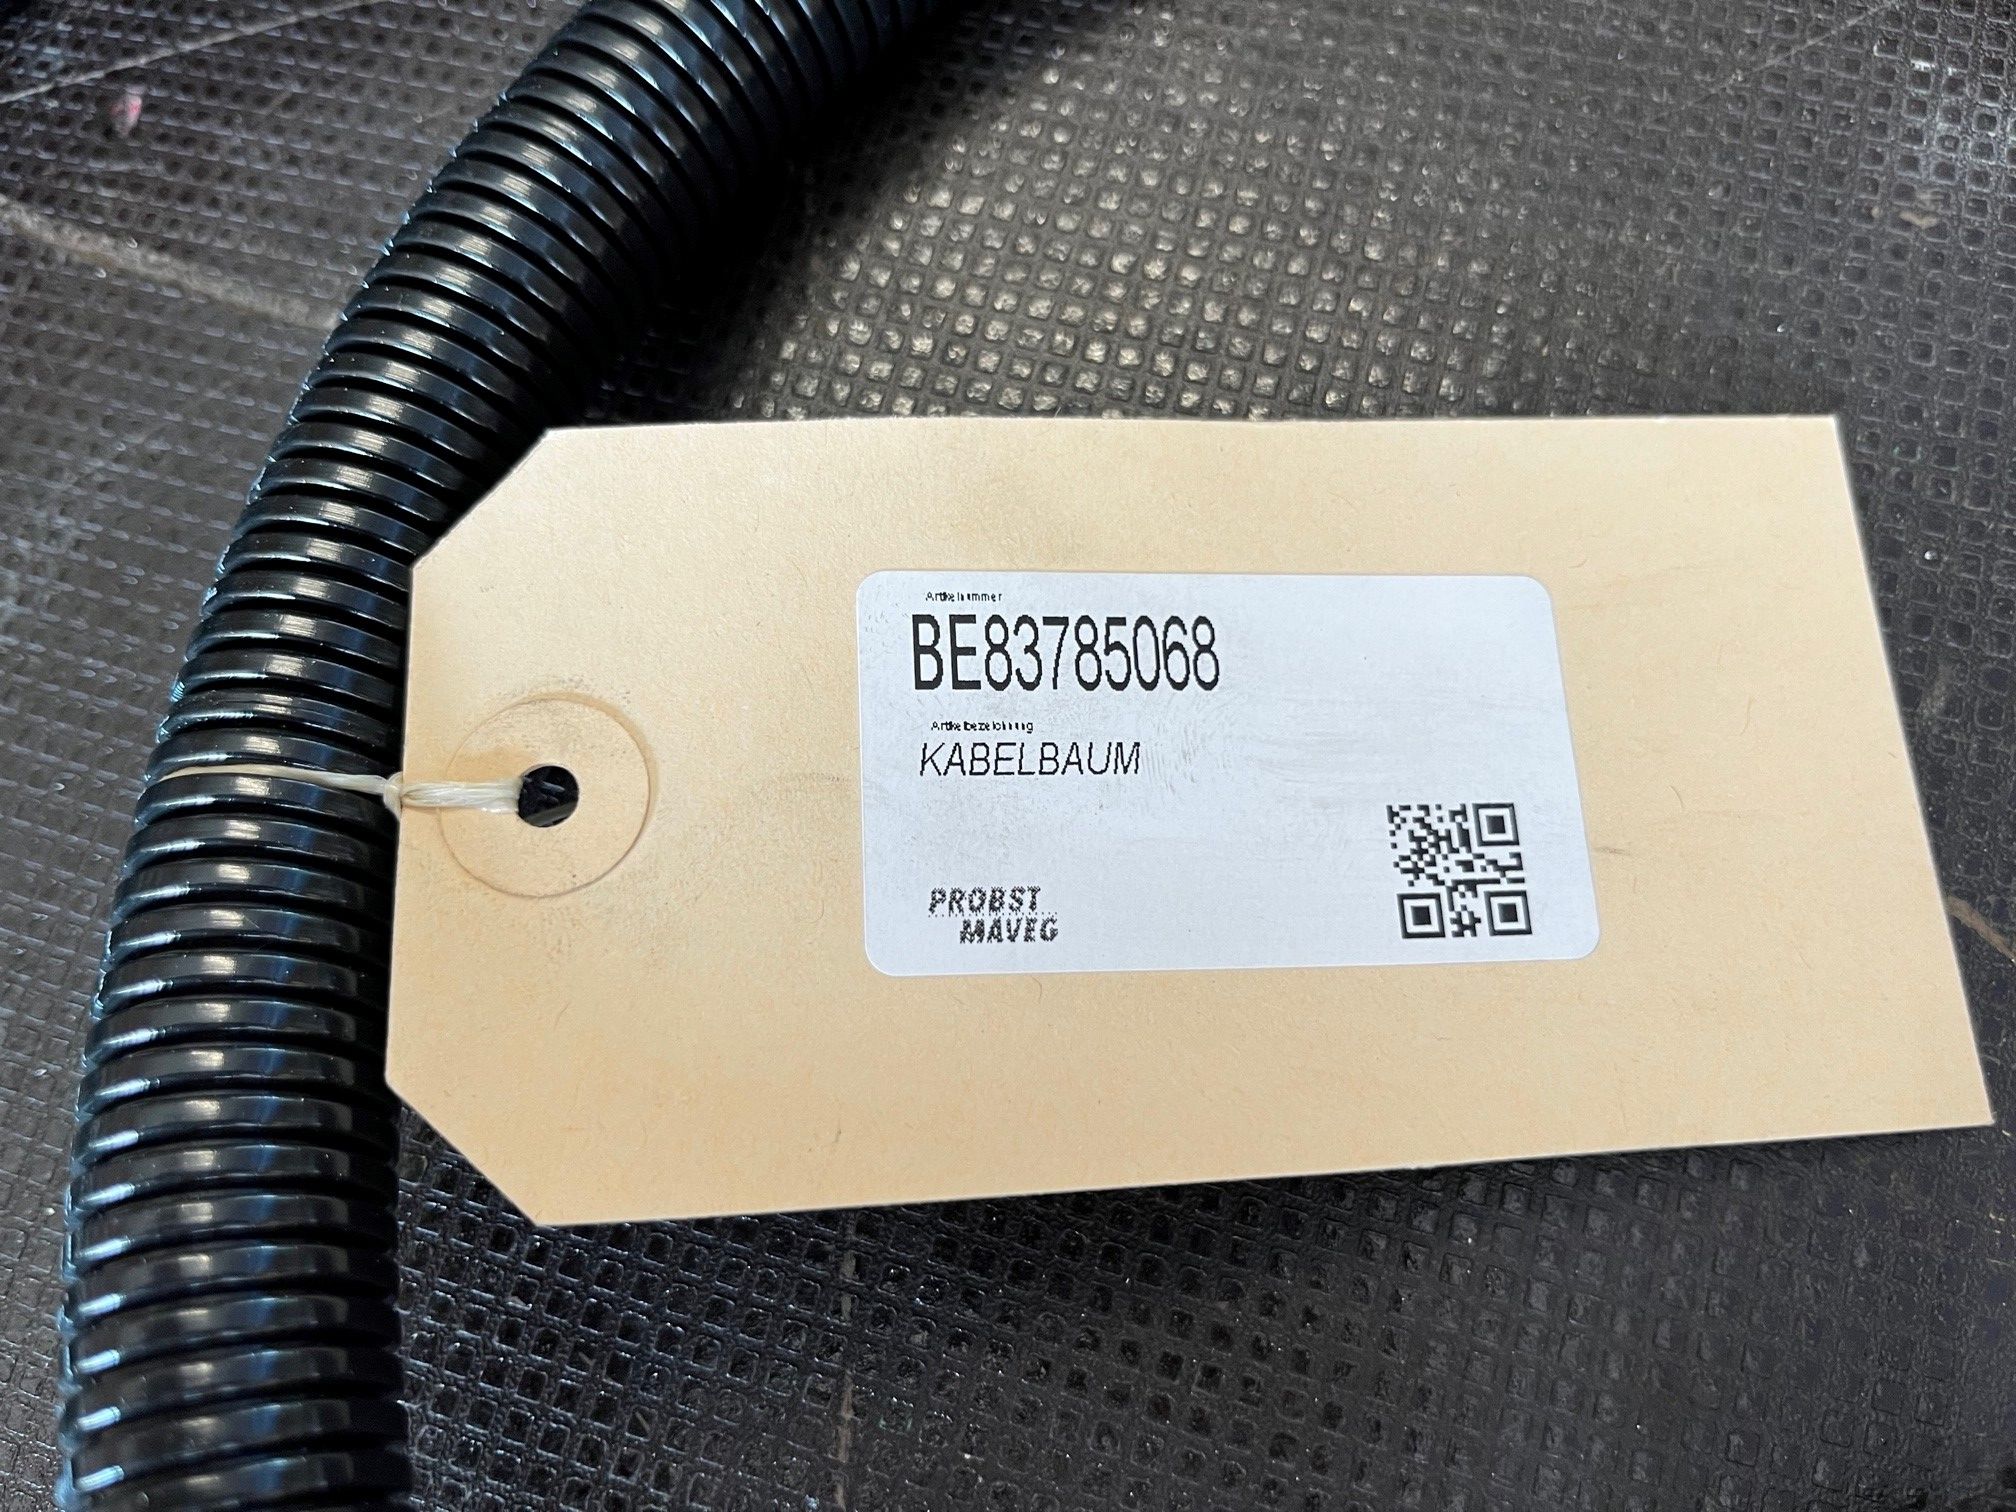 Artikelnummer
BE83785068
Artikelbezeichnung
KABELBAUM
PROBST
MAVEG